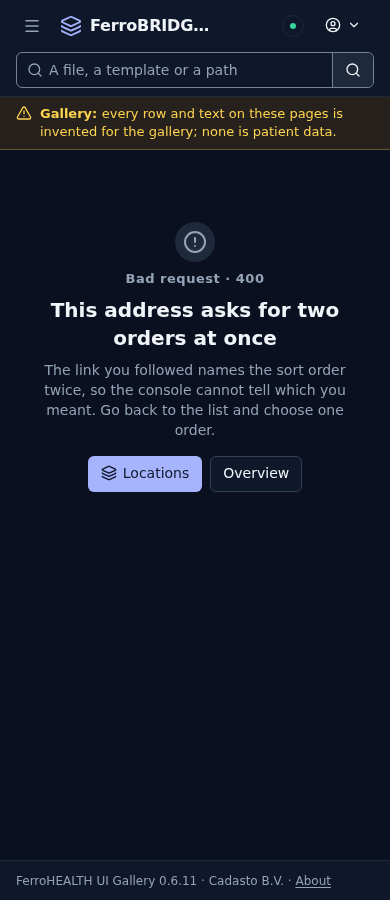 FerroBRIDG...
A file, a template or a path
Gallery: every row and text on these pages is
invented for the gallery; none is patient data.
Bad request · 400
This address asks for two
orders at once
The link you followed names the sort order
twice, so the console cannot tell which you
meant. Go back to the list and choose one
order.
Locations
Overview
FerroHEALTH UI Gallery 0.6.11 · Cadasto B.V. · About